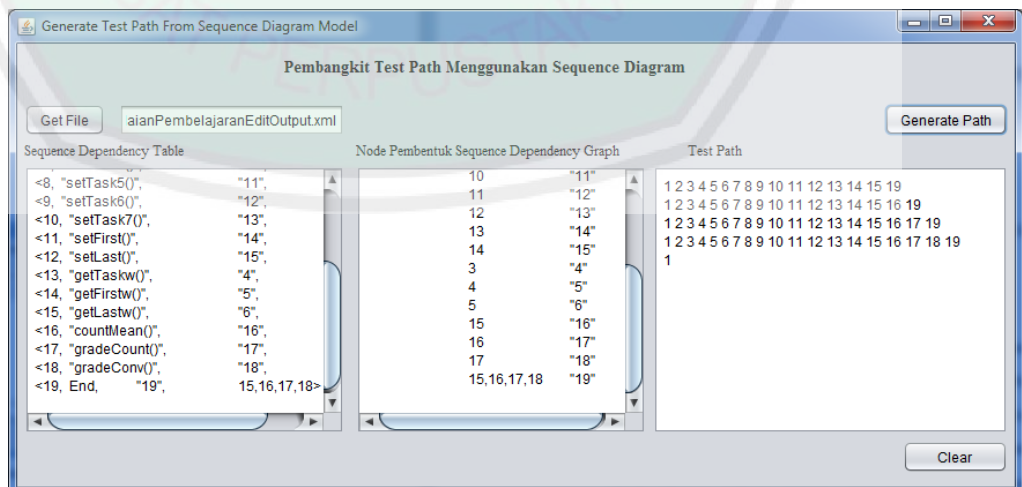 Generate Test Path From Sequence Diagram Model
Pembangkit Test Path Menggunakan Sequence Diagram
Get File aianPembelajaranEditOutput.xml Generate Path
Sequence Dependency Table
<8, "setTask5()", "11",
<9, "setTask6()", "12",
<10, "setTask7()", "13",
<11, "setFirst()", "14",
<12, "setLast()", "15",
<13, "getTaskw()", "4",
<14, "getFirstw()", "5",
<15, "getLastw()", "6",
<16, "countMean()", "16",
<17, "gradeCount()", "17",
<18, "gradeConv()", "18",
<19, End, "19", 15,16,17,18>
Node Pembentuk Sequence Dependency Graph
10 "11"
11 "12"
12 "13"
13 "14"
14 "15"
3 "4"
4 "5"
5 "6"
15 "16"
16 "17"
17 "18"
15,16,17,18 "19"
Test Path
1 2 3 4 5 6 7 8 9 10 11 12 13 14 15 19
1 2 3 4 5 6 7 8 9 10 11 12 13 14 15 16 19
1 2 3 4 5 6 7 8 9 10 11 12 13 14 15 16 17 19
1 2 3 4 5 6 7 8 9 10 11 12 13 14 15 16 17 18 19
1
Clear